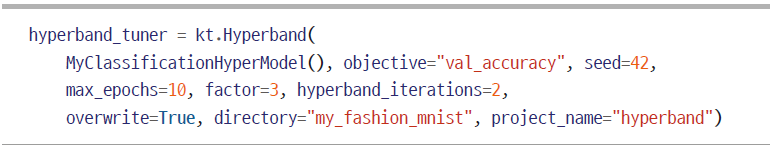 hyperband_tuner = kt.Hyperband(
    MyClassificationHyperModel(), objective="val_accuracy", seed=42,
    max_epochs=10, factor=3, hyperband_iterations=2,
    overwrite=True, directory="my_fashion_mnist", project_name="hyperband")